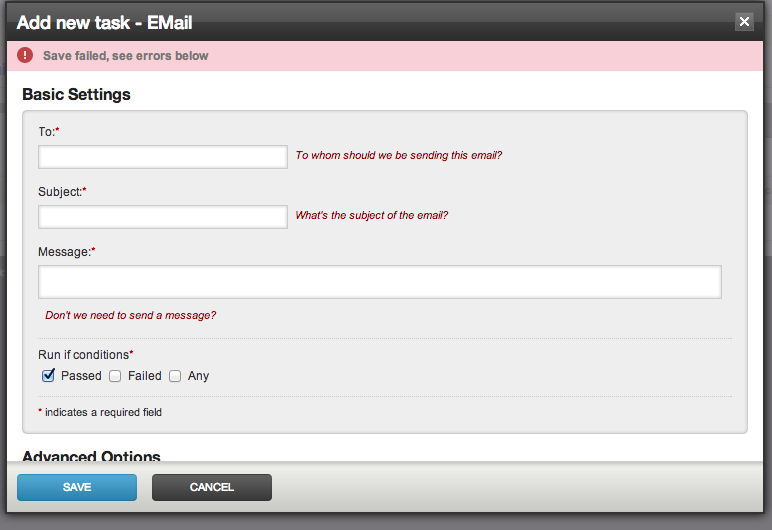 Add new task - EMail
Save failed, see errors below
Basic Settings
To:*
To whom should we be sending this email?
Subject:*
What's the subject of the email?
Message:*
Don't we need to send a message?
Run if conditions*
Passed Failed Any
* indicates a required field
Advanced Options
SAVE CANCEL